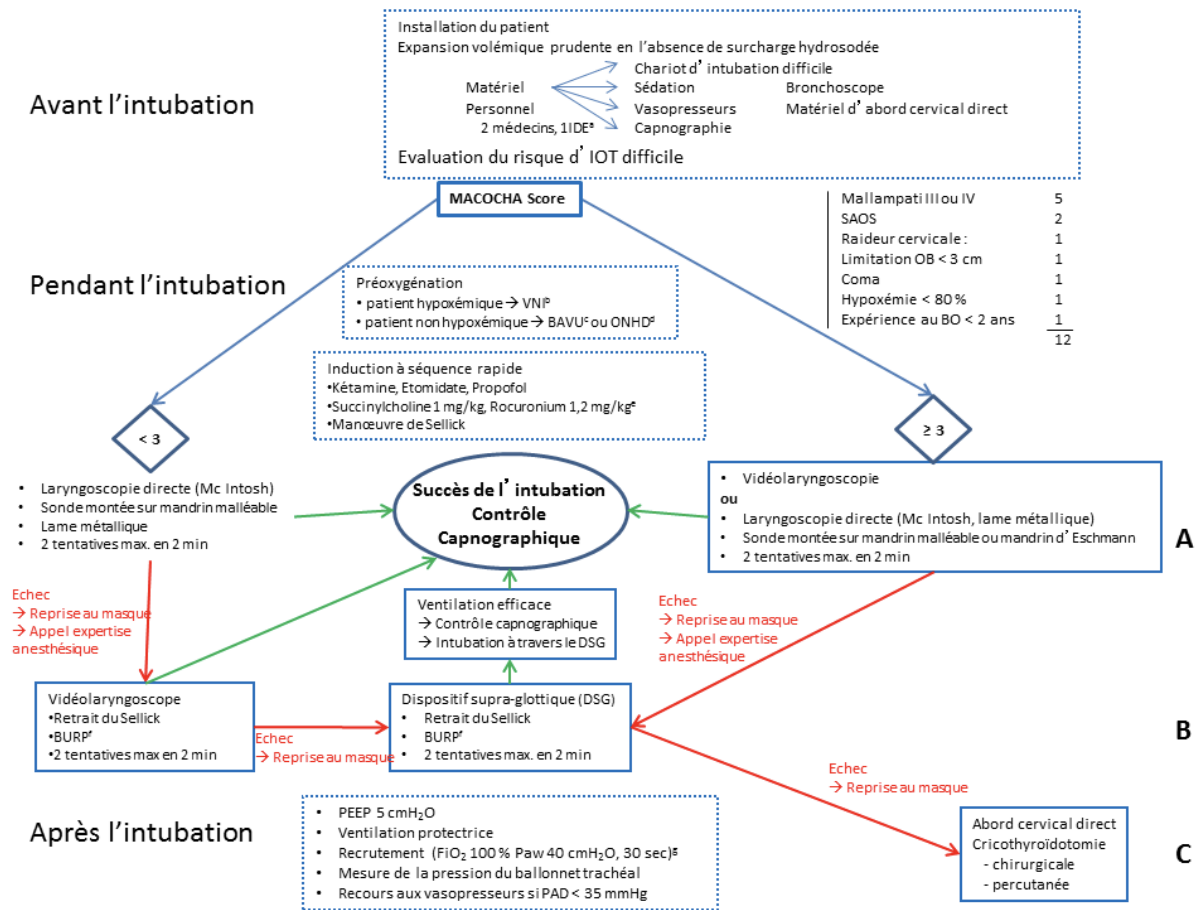 Installation du patient
Expansion volémique prudente en l'absence de surcharge hydrosodée
Chariot d'intubation difficile
Matériel
Sédation
Bronchoscope
Avant l'intubation
Personnel
Vasopresseurs
Matériel d'abord cervical direct
2 médecins, 1IDEª
Capnographie
Evaluation du risque d'IOT difficile
MACOCHA Score
Mallampati III ou IV 5
SAOS 2
Raideur cervicale : 1
Limitation OB < 3 cm 1
Coma 1
Hypoxémie < 80 % 1
Expérience au BO < 2 ans 1
12
Pendant l'intubation
Préoxygénation
• patient hypoxémique → VNIᵇ
• patient non hypoxémique → BAVUᶜ ou ONHDᵈ
Induction à séquence rapide
•Kétamine, Etomidate, Propofol
•Succinylcholine 1 mg/kg, Rocuronium 1,2 mg/kgᵉ
•Manœuvre de Sellick
< 3
≥ 3
• Laryngoscopie directe (Mc Intosh)
• Sonde montée sur mandrin malléable
• Lame métallique
• 2 tentatives max. en 2 min
Succès de l'intubation
Contrôle
Capnographique
• Vidéolaryngoscopie
ou
• Laryngoscopie directe (Mc Intosh, lame métallique)
• Sonde montée sur mandrin malléable ou mandrin d'Eschmann
• 2 tentatives max. en 2 min
A
Echec
→ Reprise au masque
→ Appel expertise
anesthésique
Ventilation efficace
→ Contrôle capnographique
→ Intubation à travers le DSG
Echec
→ Reprise au masque
→ Appel expertise
anesthésique
Vidéolaryngoscope
•Retrait du Sellick
•BURPᶠ
•2 tentatives max en 2 min
Echec
→ Reprise au masque
Dispositif supra-glottique (DSG)
• Retrait du Sellick
• BURPᶠ
• 2 tentatives max. en 2 min
B
Echec
→ Reprise au masque
Après l'intubation
• PEEP 5 cmH₂O
• Ventilation protectrice
• Recrutement (FiO₂ 100 % Paw 40 cmH₂O, 30 sec)ᵍ
• Mesure de la pression du ballonnet trachéal
• Recours aux vasopresseurs si PAD < 35 mmHg
Abord cervical direct
Cricothyroïdotomie
- chirurgicale
- percutanée
C